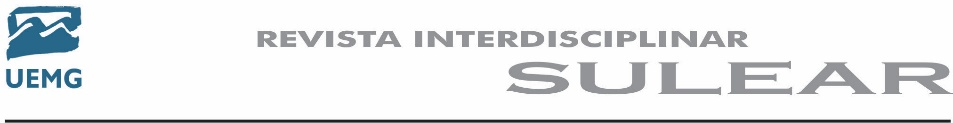 REVISTA INTERDISCIPLINAR
SULEAR
UEMG